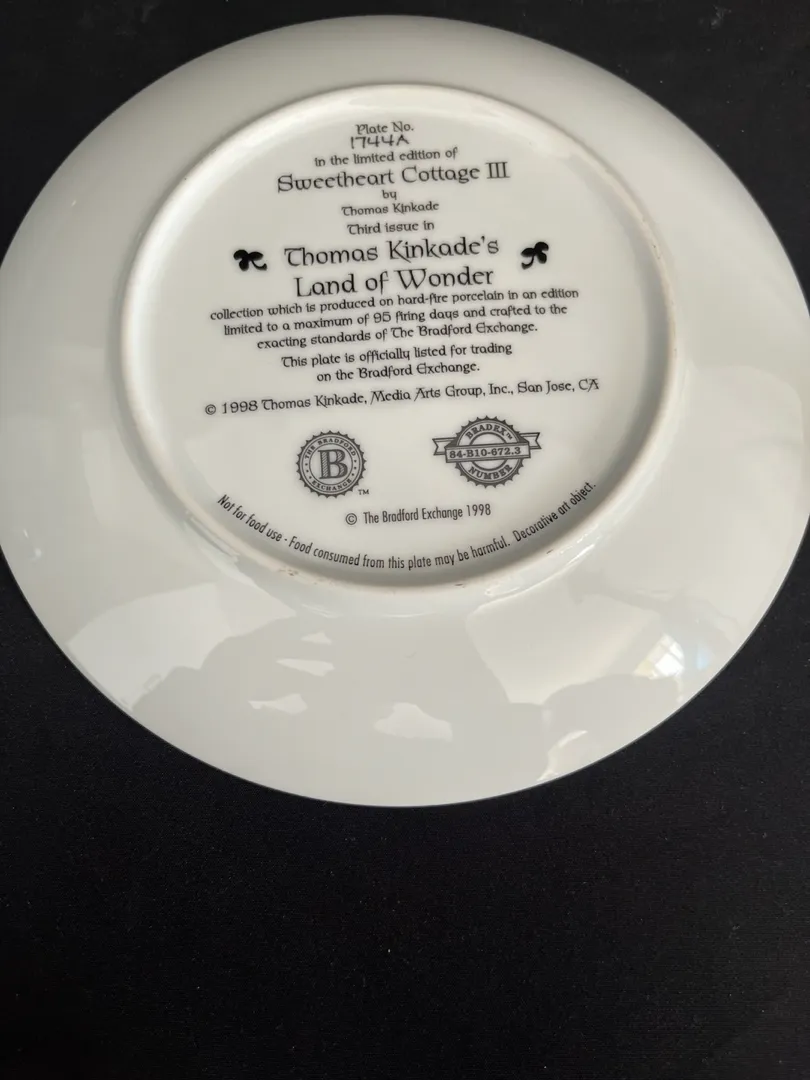 Plate No.
1744A
in the limited edition of
Sweetheart Cottage III
by
Thomas Kinkade
Third issue in
Thomas Kinkade's
Land of Wonder
collection which is produced on hard-fire porcelain in an edition
limited to a maximum of 95 firing days and crafted to the
exacting standards of The Bradford Exchange.
This plate is officially listed for trading
on the Bradford Exchange.
© 1998 Thomas Kinkade, Media Arts Group, Inc., San Jose, CA
THE BRADFORD
B
EXCHANGE
TM
BRADEX™
84-B10-672.3
NUMBER
© The Bradford Exchange 1998
Not for food use - Food consumed from this plate may be harmful. Decorative art object.